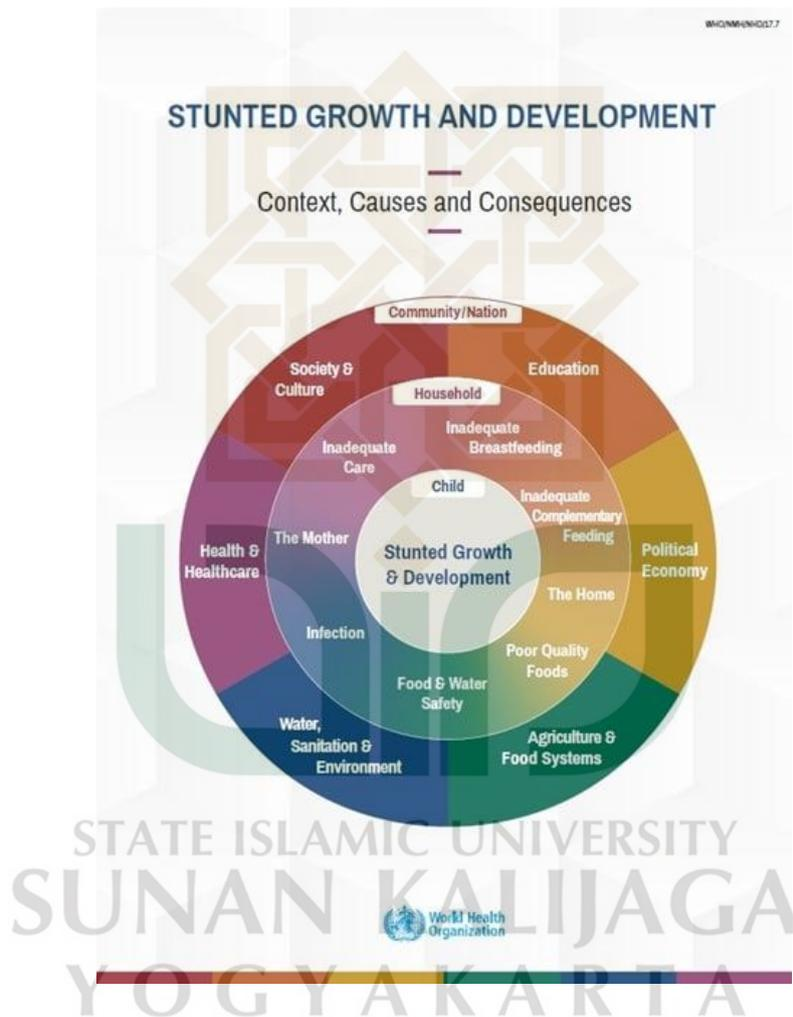 WHO/NMH/NHD/17.7
STUNTED GROWTH AND DEVELOPMENT
Context, Causes and Consequences
Community/Nation
Society &
Culture
Education
Household
Inadequate
Care
Inadequate
Breastfeeding
Child
Inadequate
Complementary
Feeding
The Mother
Stunted Growth
& Development
Health &
Healthcare
Political
Economy
The Home
Infection
Poor Quality
Foods
Food & Water
Safety
Water,
Sanitation &
Environment
Agriculture &
Food Systems
STATE ISLAMIC UNIVERSITY
SUNAN KALIJAGA
World Health
Organization
YOGYAKARTA